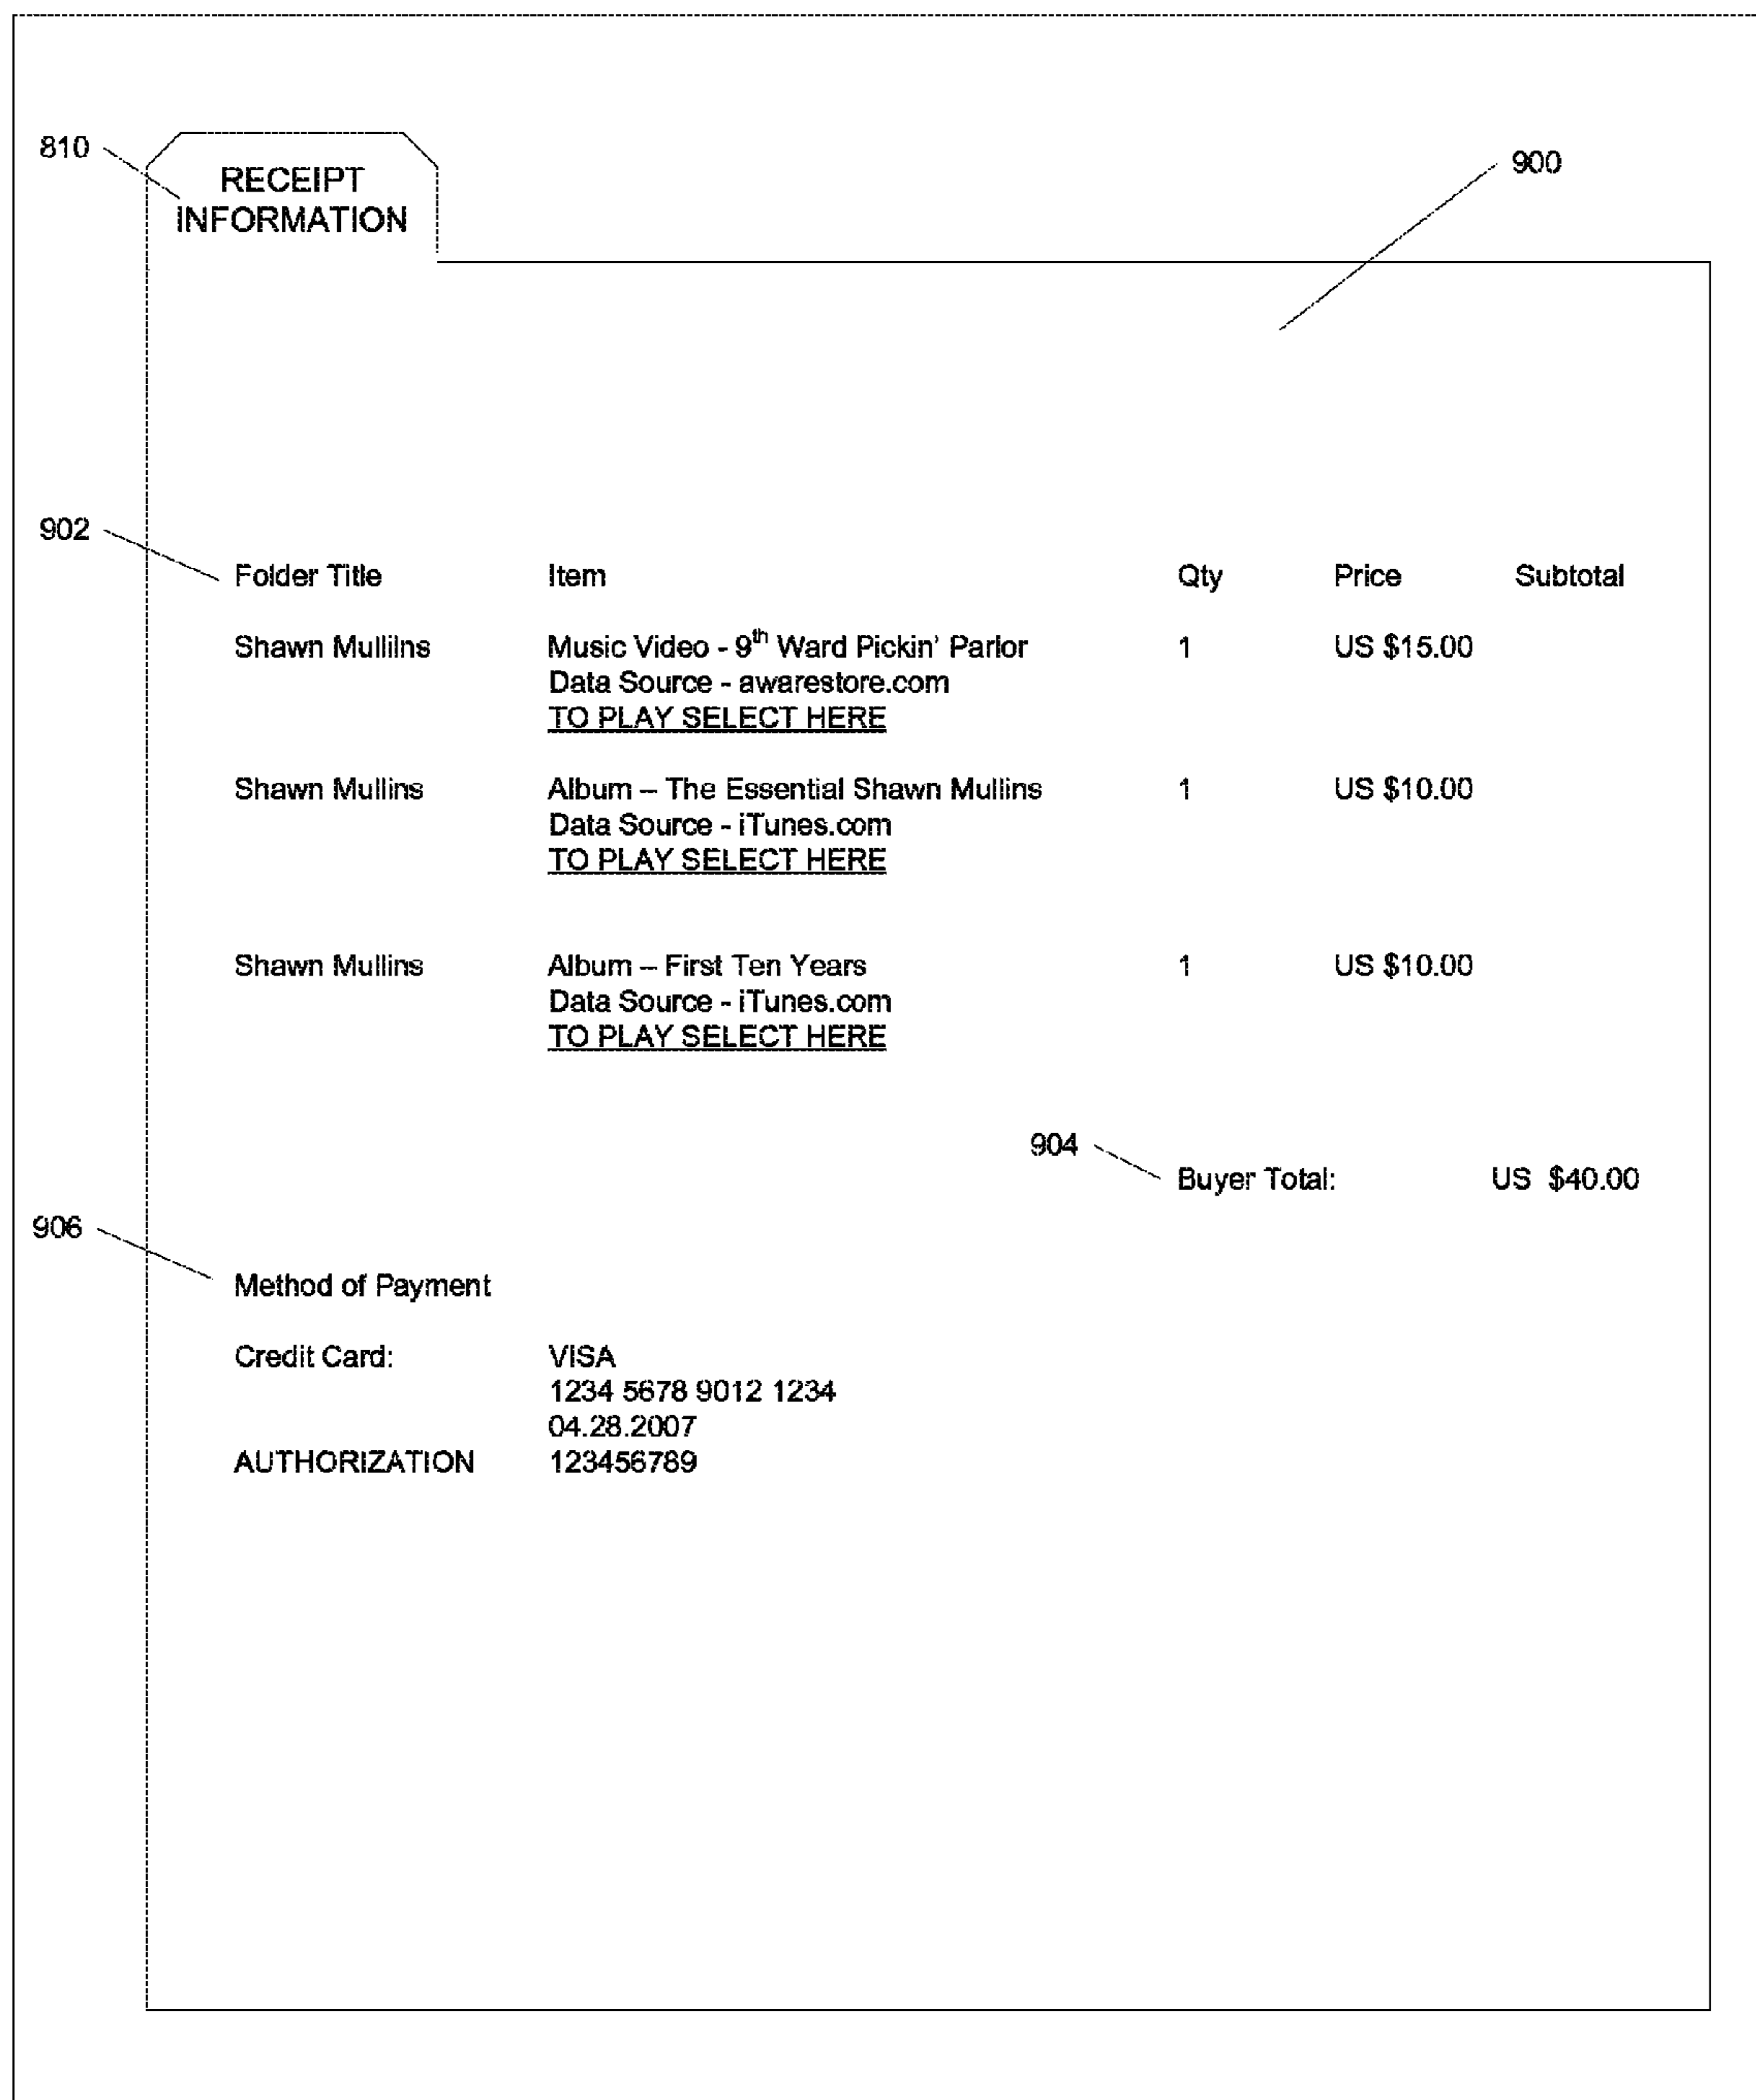 810
RECEIPT
INFORMATION
900
902
Folder Title Item Qty Price Subtotal
Shawn Mullilns Music Video - 9th Ward Pickin' Parlor 1 US $15.00
Data Source - awarestore.com
TO PLAY SELECT HERE
Shawn Mullins Album – The Essential Shawn Mullins 1 US $10.00
Data Source - iTunes.com
TO PLAY SELECT HERE
Shawn Mullins Album – First Ten Years 1 US $10.00
Data Source - iTunes.com
TO PLAY SELECT HERE
904
Buyer Total: US $40.00
906
Method of Payment
Credit Card: VISA
1234 5678 9012 1234
04.28.2007
AUTHORIZATION 123456789